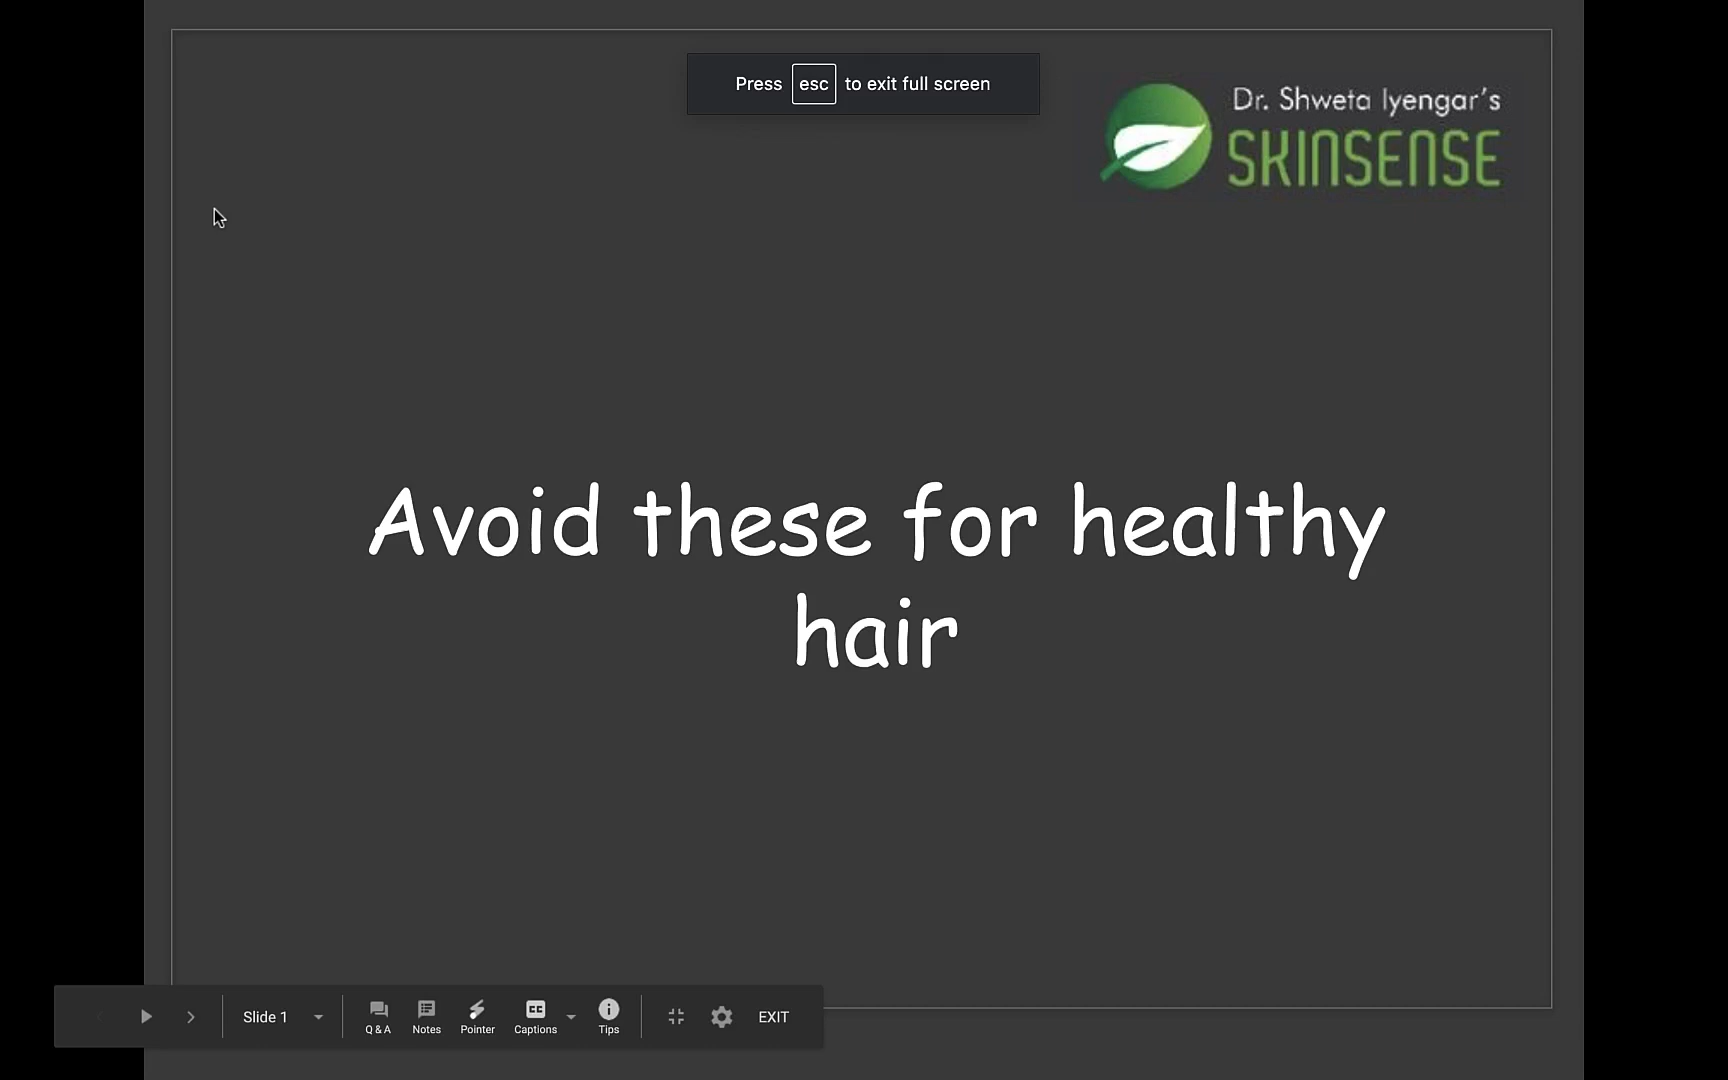 Press esc to exit full screen
Dr. Shweta Iyengar's
SKINSENSE
Avoid these for healthy
hair
Slide 1
Q & A
Notes
CC
Pointer
Captions
Tips
EXIT